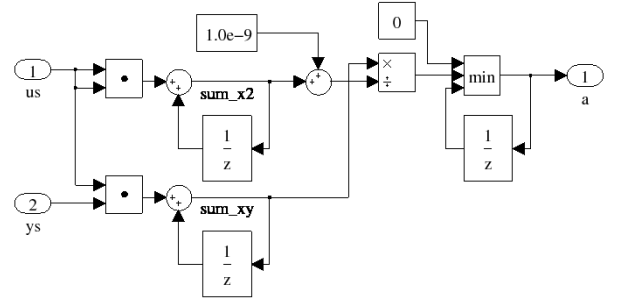 1.0e−9
0
1
us
+
+
sum_x2
+
+
×
÷
min
1
a
1
z
1
z
2
ys
+
+
sum_xy
1
z